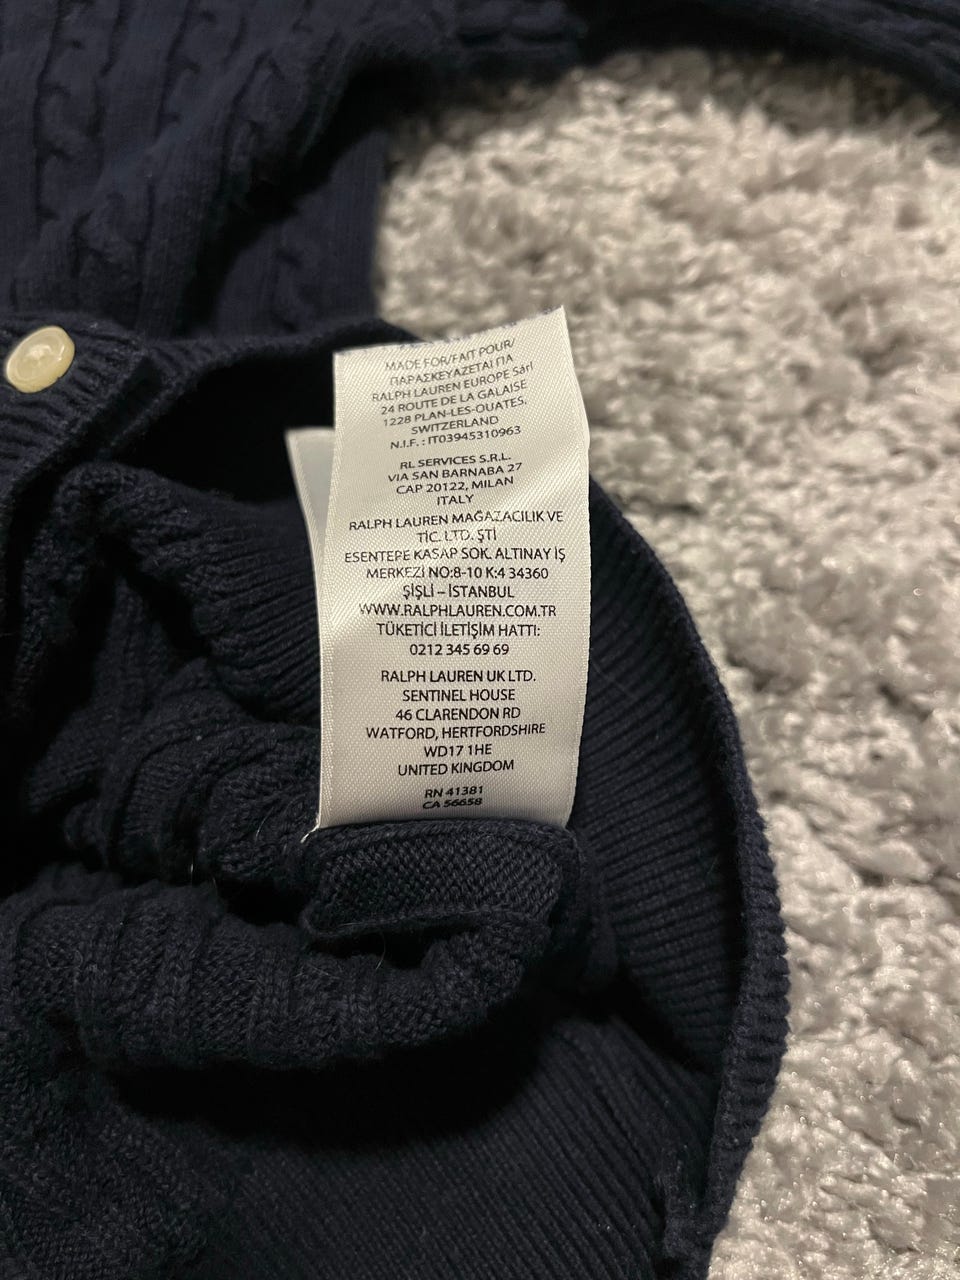 MADE FOR/FAIT POUR/
ΠΑΡΑΣΚΕΥΑΖΕΤΑΙ ΓΙΑ
RALPH LAUREN EUROPE Sàrl
24 ROUTE DE LA GALAISE
1228 PLAN-LES-OUATES,
SWITZERLAND
N.I.F. : IT03945310963
RL SERVICES S.R.L.
VIA SAN BARNABA 27
CAP 20122, MILAN
ITALY
RALPH LAUREN MAĞAZACILIK VE
TİC. LTD. ŞTİ
ESENTEPE KASAP SOK. ALTINAY İŞ
MERKEZİ NO:8-10 K:4 34360
ŞİŞLİ – İSTANBUL
WWW.RALPHLAUREN.COM.TR
TÜKETİCİ İLETİŞİM HATTI:
0212 345 69 69
RALPH LAUREN UK LTD.
SENTINEL HOUSE
46 CLARENDON RD
WATFORD, HERTFORDSHIRE
WD17 1HE
UNITED KINGDOM
RN 41381
CA 56658